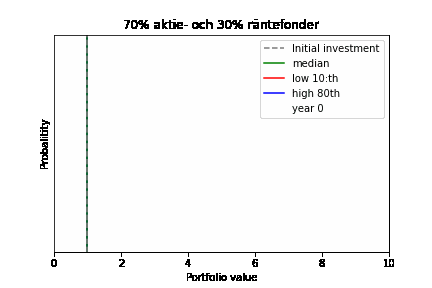 70% aktie- och 30% räntefonder
Initial investment
median
low 10:th
high 80th
year 0
Probability
0 2 4 6 8 10
Portfolio value